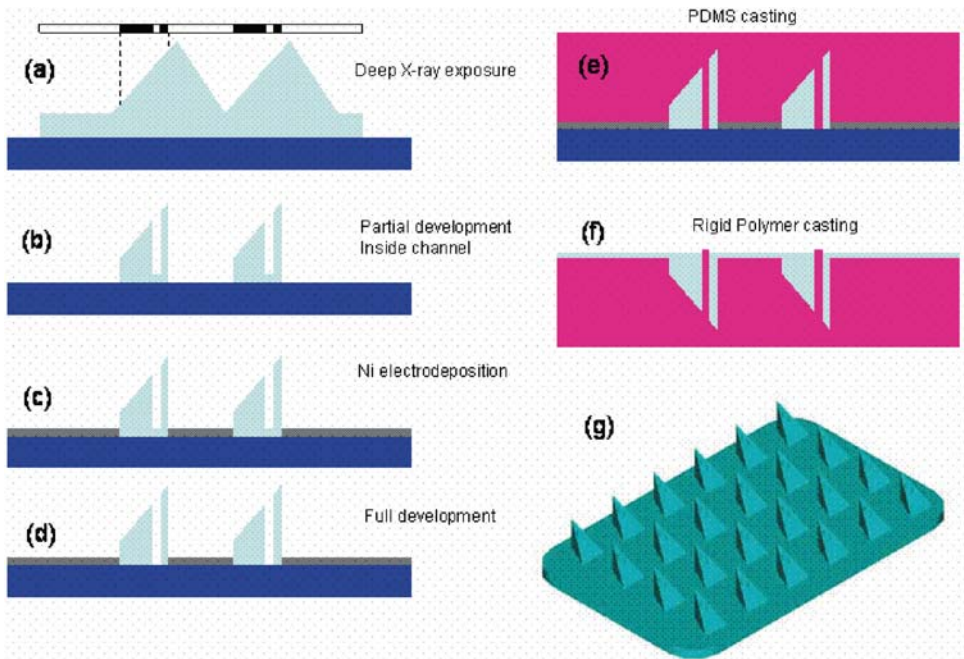 (a)
Deep X-ray exposure
(b)
Partial development
Inside channel
(c)
Ni electrodeposition
(d)
Full development
PDMS casting
(e)
Rigid Polymer casting
(f)
(g)